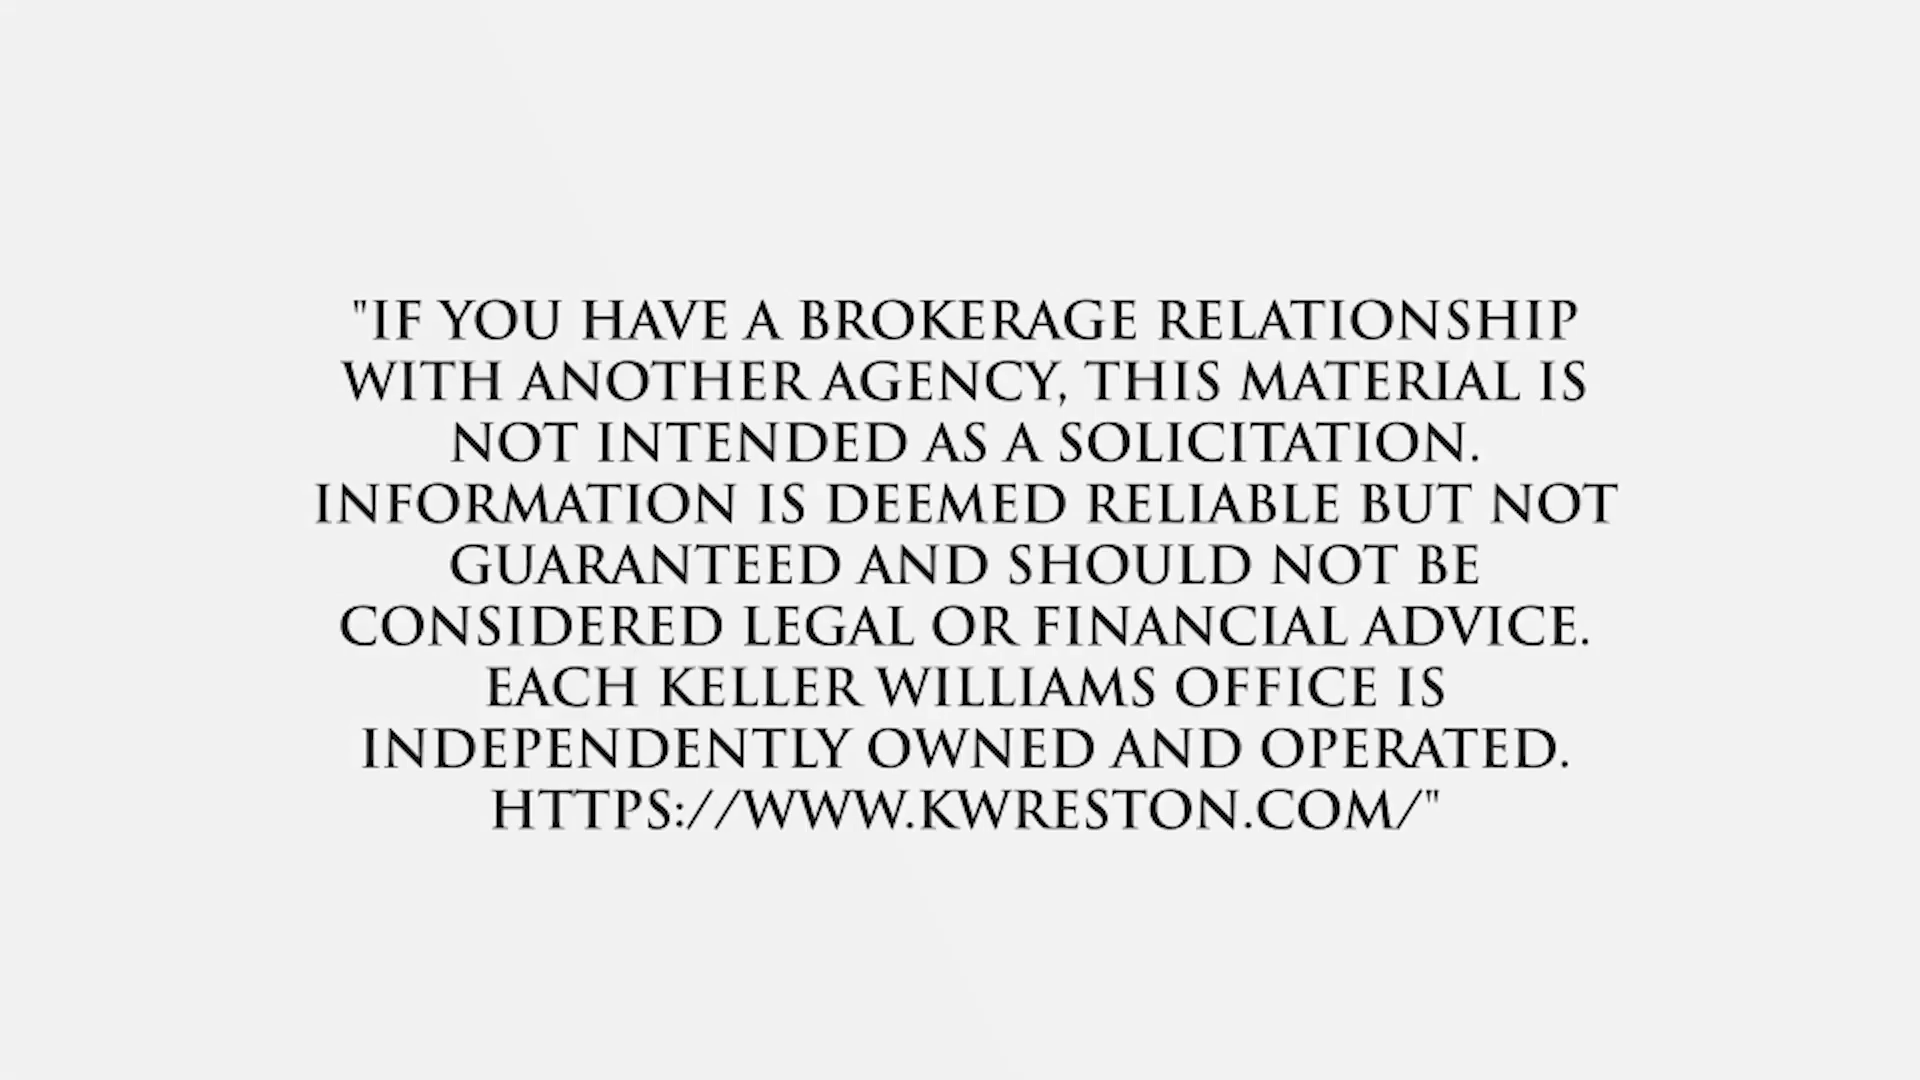 "IF YOU HAVE A BROKERAGE RELATIONSHIP
WITH ANOTHER AGENCY, THIS MATERIAL IS
NOT INTENDED AS A SOLICITATION.
INFORMATION IS DEEMED RELIABLE BUT NOT
GUARANTEED AND SHOULD NOT BE
CONSIDERED LEGAL OR FINANCIAL ADVICE.
EACH KELLER WILLIAMS OFFICE IS
INDEPENDENTLY OWNED AND OPERATED.
HTTPS://WWW.KWRESTON.COM/"